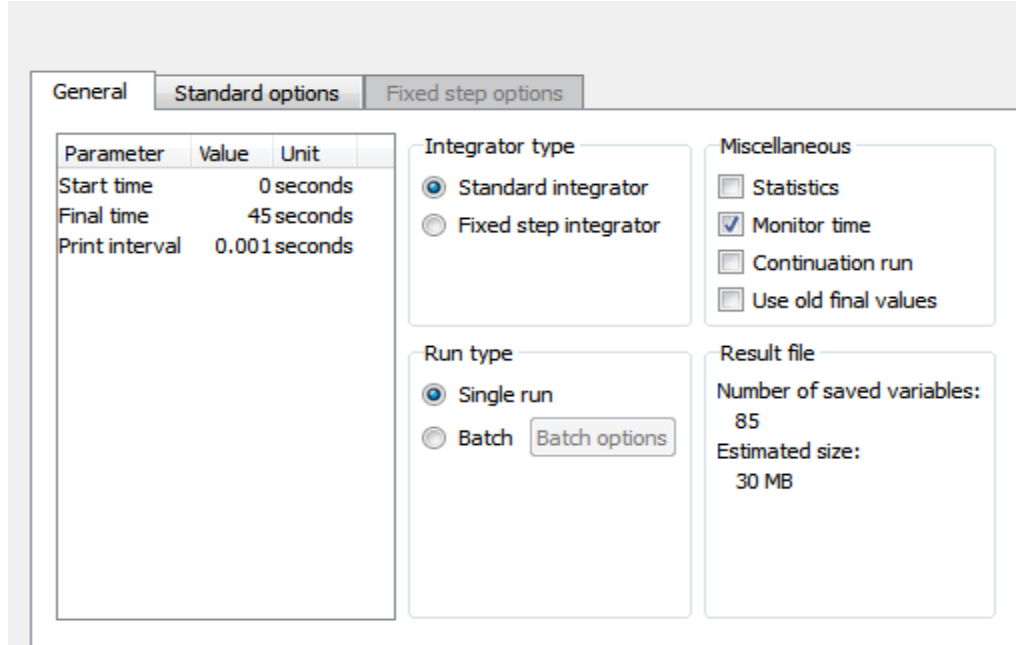 General Standard options Fixed step options
Parameter Value Unit
Start time 0 seconds
Final time 45 seconds
Print interval 0.001 seconds
Integrator type
Standard integrator
Fixed step integrator
Miscellaneous
Statistics
Monitor time
Continuation run
Use old final values
Run type
Single run
Batch Batch options
Result file
Number of saved variables:
85
Estimated size:
30 MB